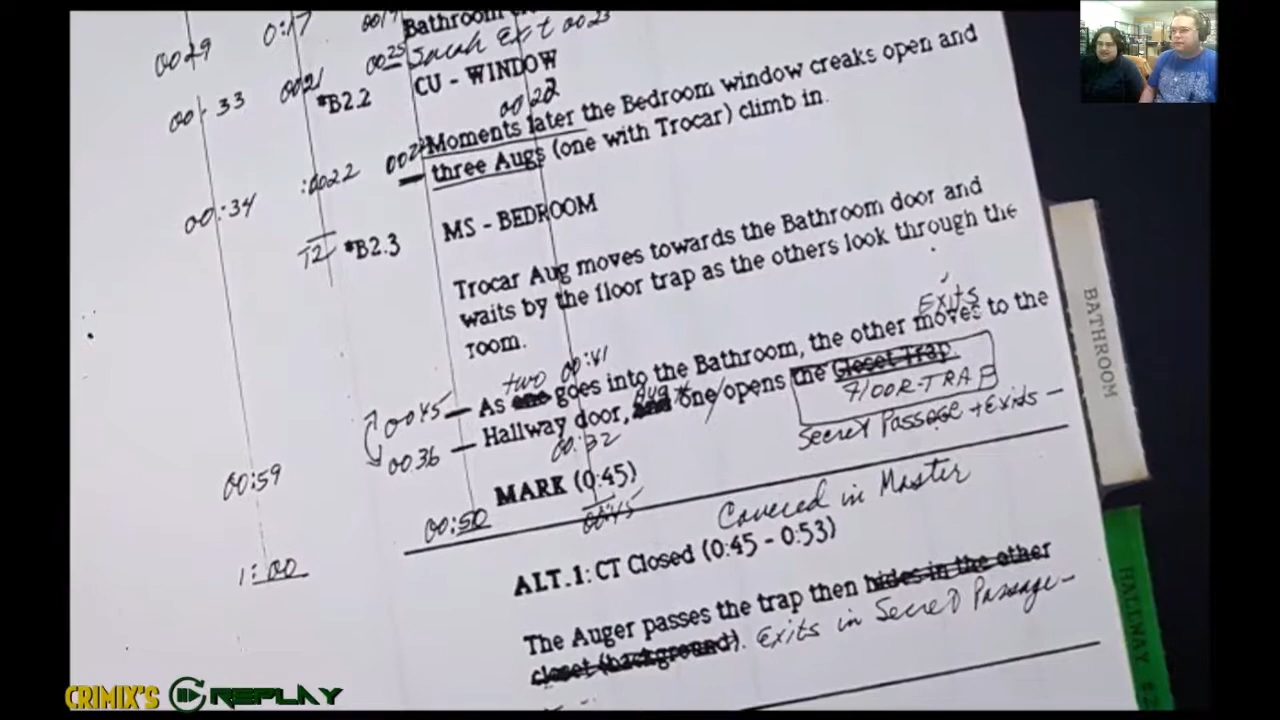 Bathroom
0029 0:17 0025 Sarah Exit 0023
CU - WINDOW
00:33 0021 *B2.2 0022
Moments later the Bedroom window creaks open and
three Augs (one with Trocar) climb in.
00:34 :0022
MS - BEDROOM
T2 *B2.3
Trocar Aug moves towards the Bathroom door and
waits by the floor trap as the others look through the
room.
Exits
two 00:41
0045 — As one goes into the Bathroom, the other moves to the
0036 — Hallway door, and Aug one opens the Closet Trap.
FLOOR-TRAP
00:32 Secret Passage + Exits —
00:59 MARK (0:45)
00:50 00:45 Covered in Master
1:00 ALT.1: CT Closed (0:45 - 0:53)
The Auger passes the trap then hides in the other
closet (background). Exits in Secret Passage —
BATHROOM
HALLWAY
CRIMIX'S REPLAY